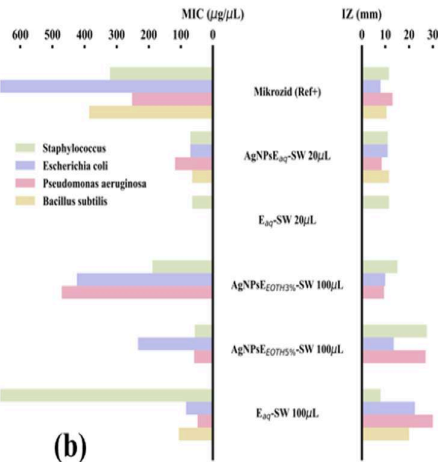 MIC (μg/μL) IZ (mm)
600 500 400 300 200 100 0 0 10 20 30
Mikrozid (Ref+)
Staphylococcus
Escherichia coli
Pseudomonas aeruginosa
Bacillus subtilis
AgNPsEaq-SW 20μL
Eaq-SW 20μL
AgNPsEEOTH3%-SW 100μL
AgNPsEEOTH5%-SW 100μL
Eaq-SW 100μL
(b)